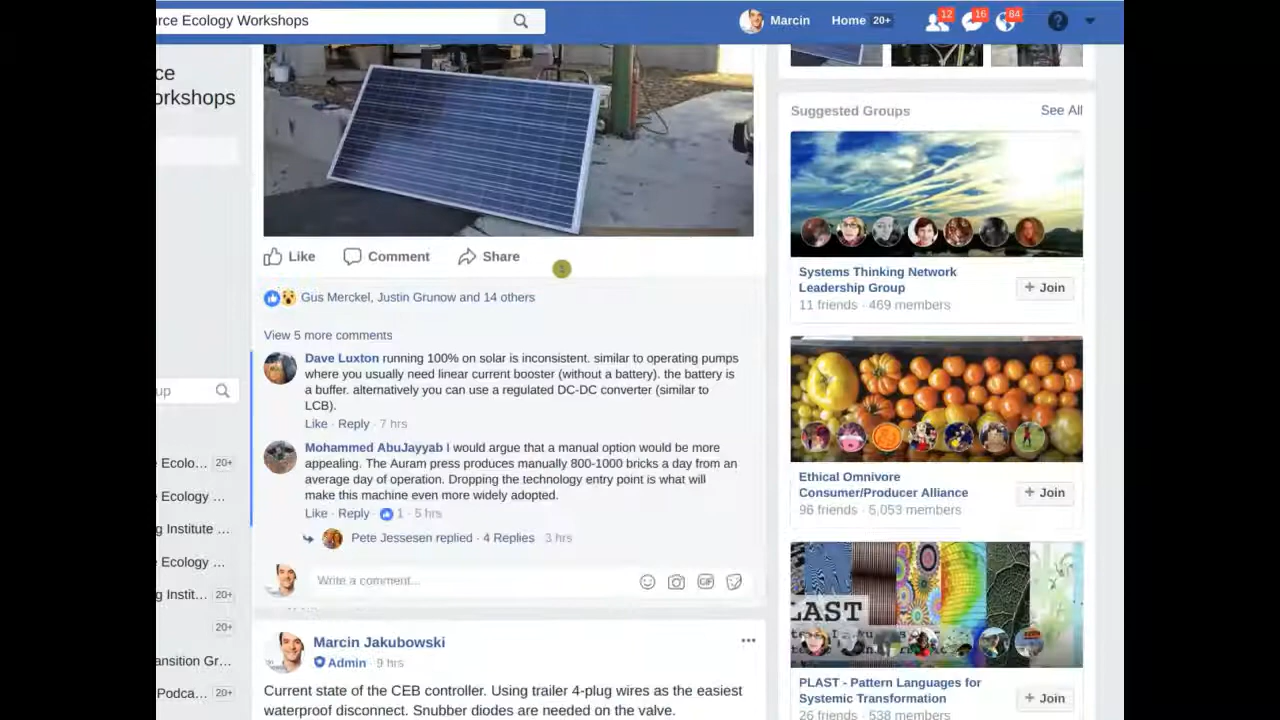 rce Ecology Workshops
Marcin
Home 20+
12
16
84
?
rce
orkshops
up
e Ecolo... 20+
e Ecology ...
g Institute ...
e Ecology ...
g Instit... 20+
20+
ansition Gr...
Podca... 20+
Like Comment Share
Gus Merckel, Justin Grunow and 14 others
View 5 more comments
Dave Luxton running 100% on solar is inconsistent. similar to operating pumps
where you usually need linear current booster (without a battery). the battery is
a buffer. alternatively you can use a regulated DC-DC converter (similar to
LCB).
Like · Reply · 7 hrs
Mohammed AbuJayyab I would argue that a manual option would be more
appealing. The Auram press produces manually 800-1000 bricks a day from an
average day of operation. Dropping the technology entry point is what will
make this machine even more widely adopted.
Like · Reply · 1 · 5 hrs
Pete Jessesen replied · 4 Replies 3 hrs
Write a comment...
GIF
Marcin Jakubowski
Admin · 9 hrs
Current state of the CEB controller. Using trailer 4-plug wires as the easiest
waterproof disconnect. Snubber diodes are needed on the valve.
Suggested Groups See All
Systems Thinking Network
Leadership Group
11 friends · 469 members
+ Join
Ethical Omnivore
Consumer/Producer Alliance
96 friends · 5,053 members
+ Join
LAST
PLAST - Pattern Languages for
Systemic Transformation
26 friends · 538 members
+ Join